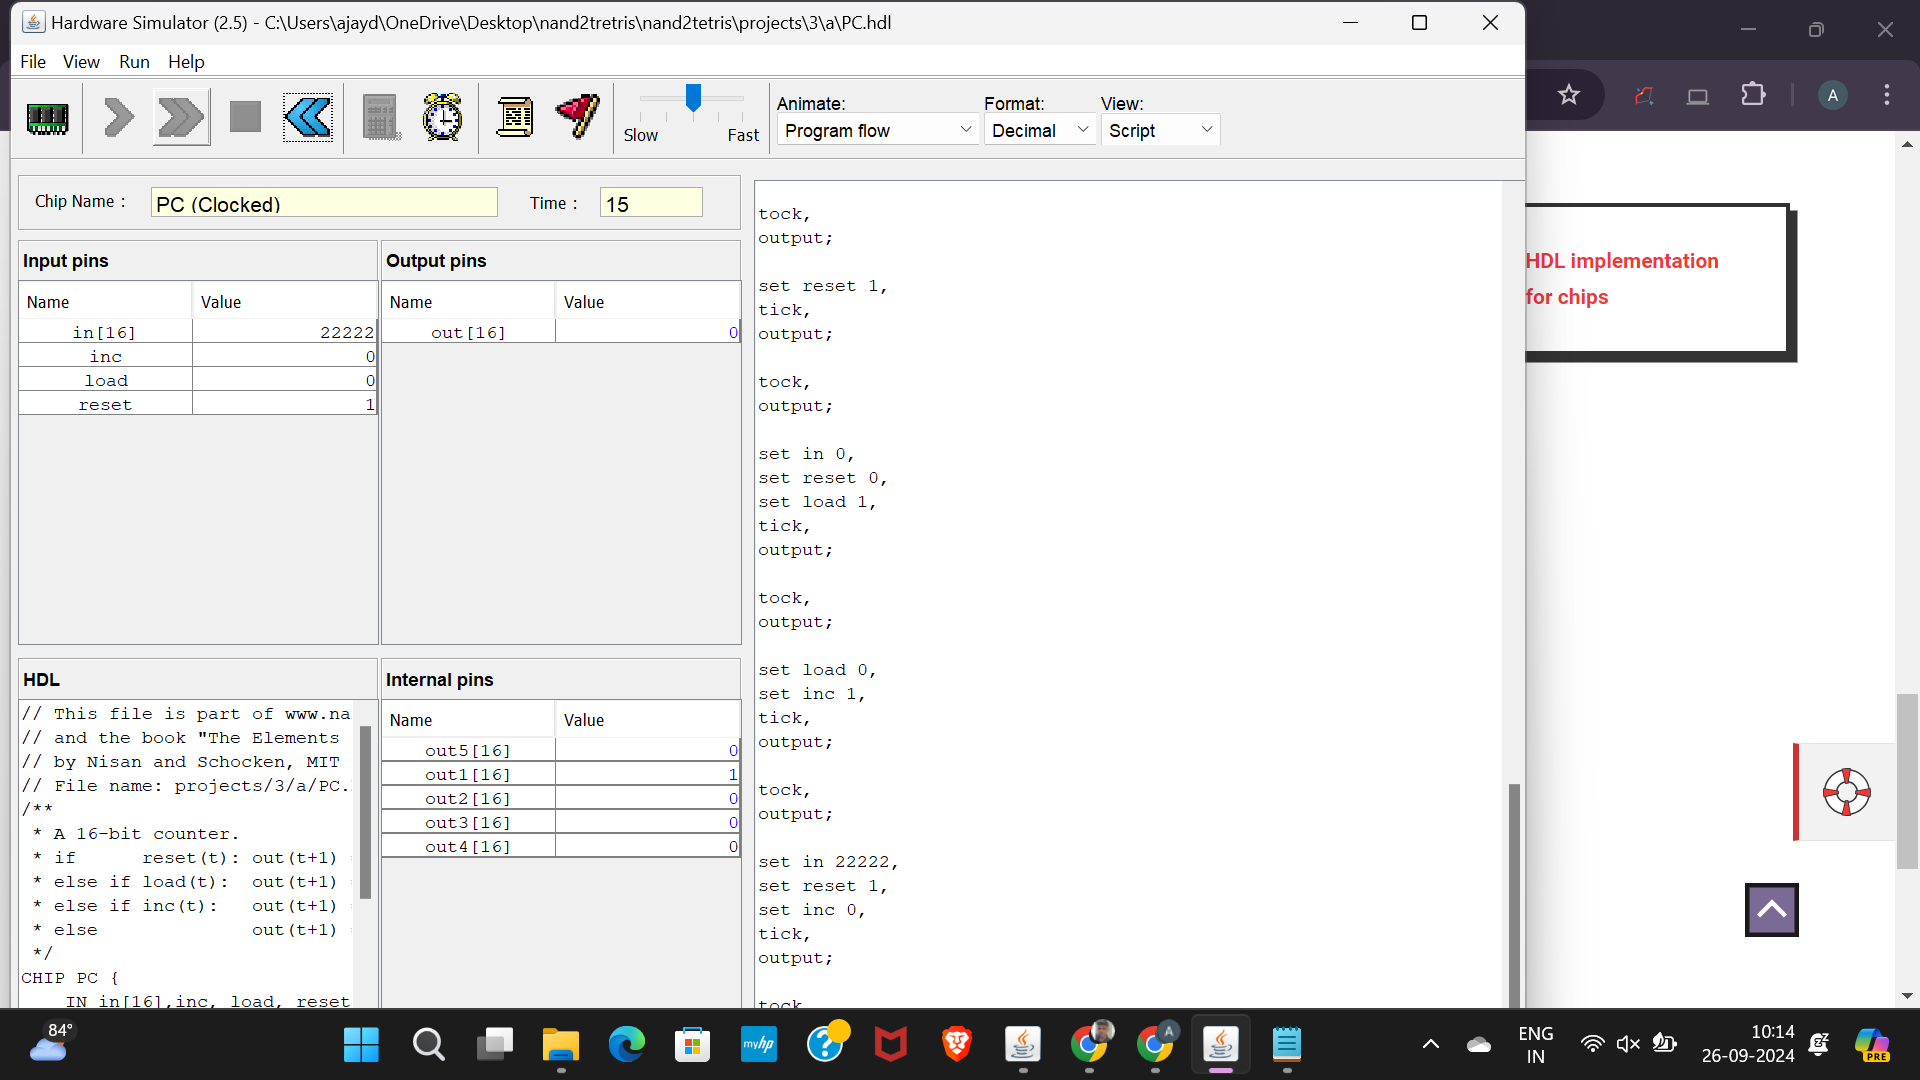 Hardware Simulator (2.5) - C:\Users\ajayd\OneDrive\Desktop\nand2tretris\nand2tetris\projects\3\a\PC.hdl
File View Run Help
Slow Fast
Animate: Format: View:
Program flow Decimal Script
Chip Name : PC (Clocked) Time : 15
Input pins
Name Value
in[16] 22222
inc 0
load 0
reset 1
Output pins
Name Value
out[16] 0
HDL
// This file is part of www.na
// and the book "The Elements
// by Nisan and Schocken, MIT
// File name: projects/3/a/PC.
/**
* A 16-bit counter.
* if reset(t): out(t+1)
* else if load(t): out(t+1)
* else if inc(t): out(t+1)
* else out(t+1)
*/
CHIP PC {
IN in[16],inc, load, reset
Internal pins
Name Value
out5[16] 0
out1[16] 1
out2[16] 0
out3[16] 0
out4[16] 0
tock,
output;
set reset 1,
tick,
output;
tock,
output;
set in 0,
set reset 0,
set load 1,
tick,
output;
tock,
output;
set load 0,
set inc 1,
tick,
output;
tock,
output;
set in 22222,
set reset 1,
set inc 0,
tick,
output;
tock
A
HDL implementation
for chips
84°
myhp
A
ENG
IN
10:14
26-09-2024
PRE